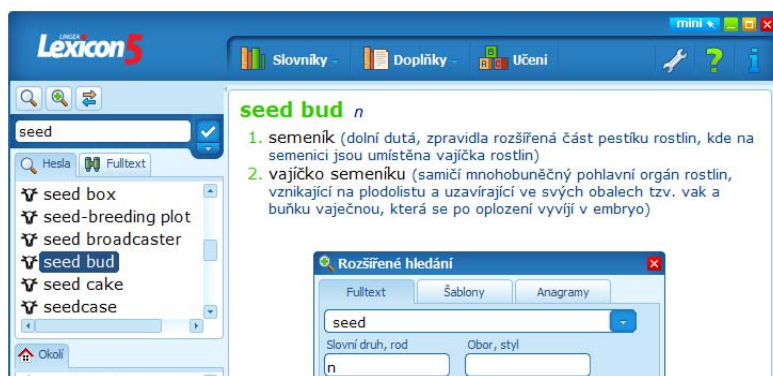 mini
LINGEA
Lexicon 5
Slovníky
Doplňky
Učení
seed
Hesla
Fulltext
seed box
seed-breeding plot
seed broadcaster
seed bud
seed cake
seedcase
Okolí
seed bud n
1. semeník (dolní dutá, zpravidla rozšířená část pestíku rostlin, kde na
semenici jsou umístěna vajíčka rostlin)
2. vajíčko semeníku (samičí mnohobuněčný pohlavní orgán rostlin,
vznikající na plodolistu a uzavírající ve svých obalech tzv. vak a
buňku vaječnou, která se po oplození vyvíjí v embryo)
Rozšířené hledání
Fulltext
Šablony
Anagramy
seed
Slovní druh, rod
Obor, styl
n